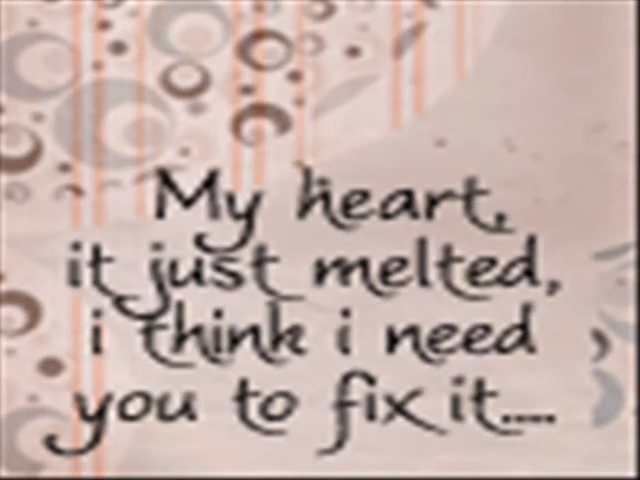 My heart,
it just melted,
i think i need
you to fix it....